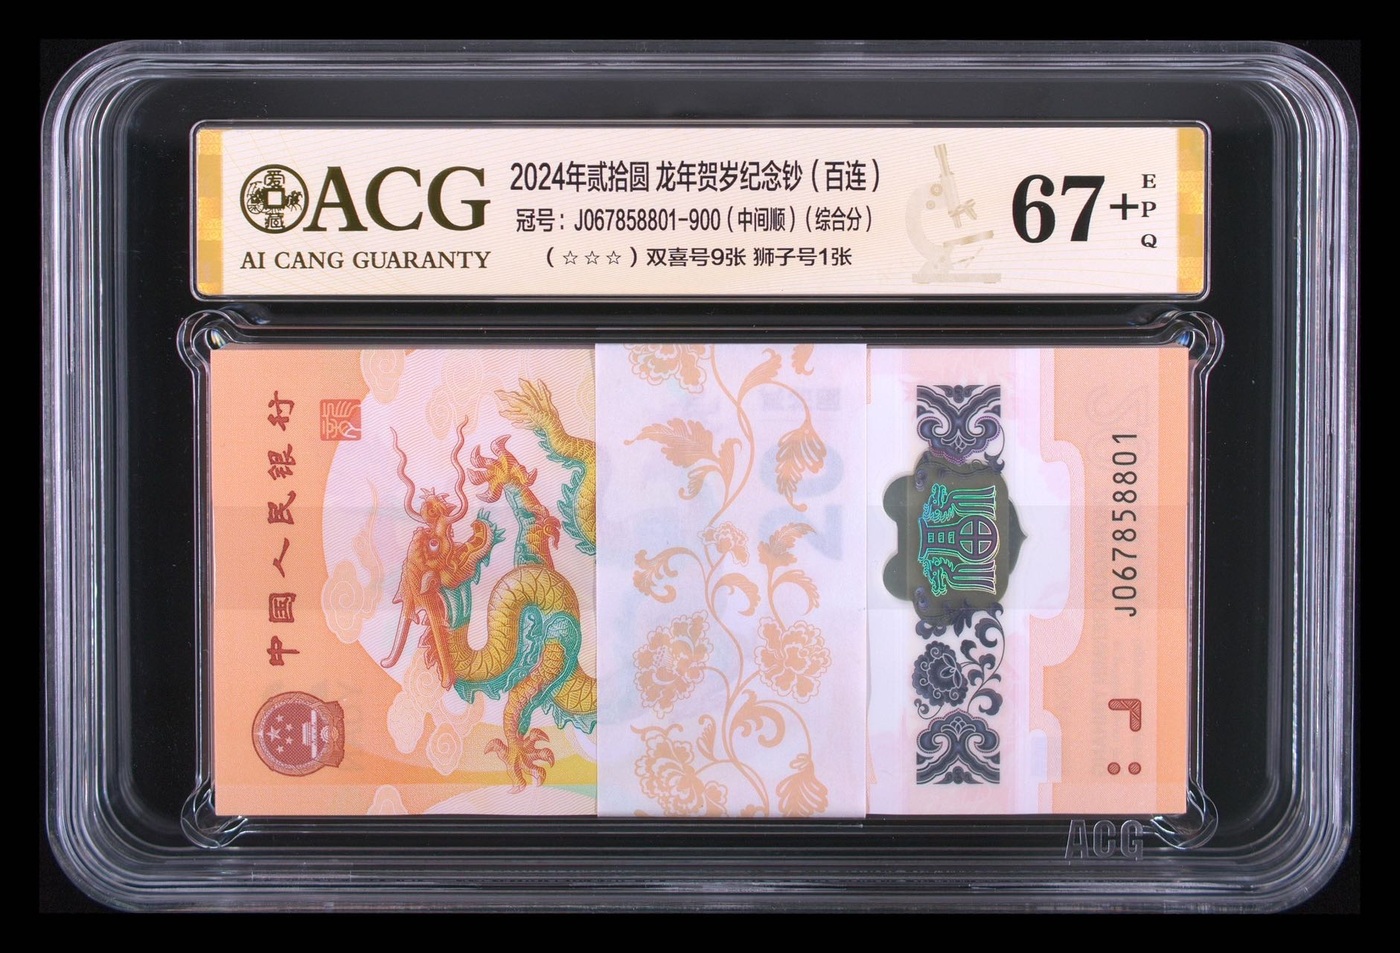 ACG
AI CANG GUARANTY
2024年贰拾圆 龙年贺岁纪念钞（百连）
冠号：J067858801-900（中间顺）（综合分）
（☆☆☆）双喜号9张 狮子号1张
67+
EPQ
中国人民银行
J067858801
ACG